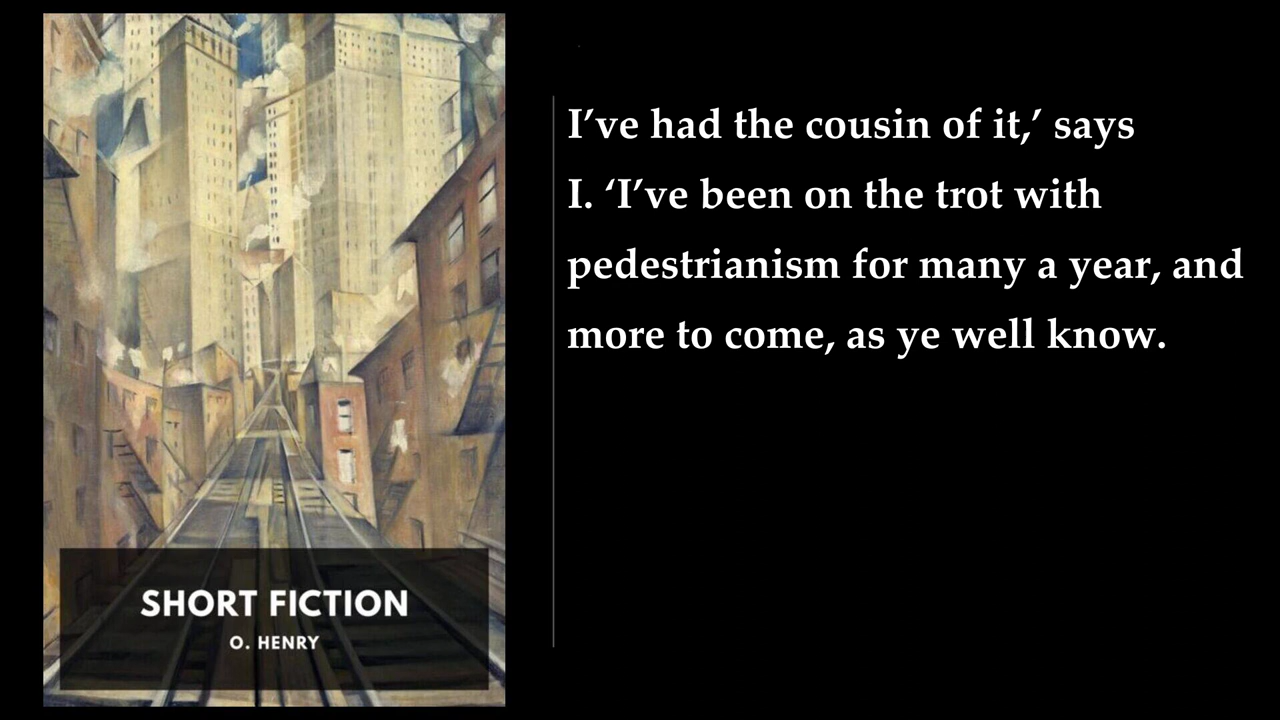 I’ve had the cousin of it,’ says
I. ‘I’ve been on the trot with
pedestrianism for many a year, and
more to come, as ye well know.
SHORT FICTION
O. HENRY